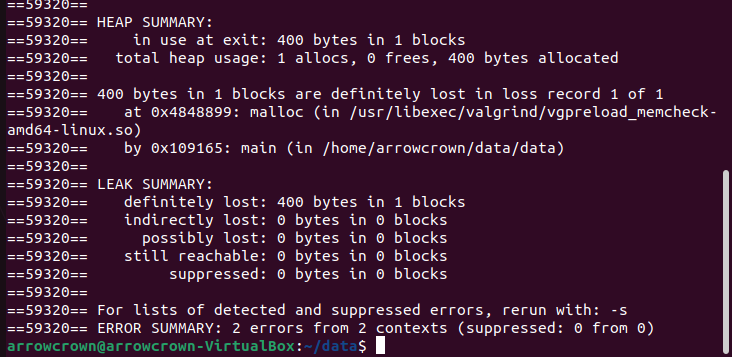 ==59320==
==59320== HEAP SUMMARY:
==59320==     in use at exit: 400 bytes in 1 blocks
==59320==   total heap usage: 1 allocs, 0 frees, 400 bytes allocated
==59320==
==59320== 400 bytes in 1 blocks are definitely lost in loss record 1 of 1
==59320==    at 0x4848899: malloc (in /usr/libexec/valgrind/vgpreload_memcheck-
amd64-linux.so)
==59320==    by 0x109165: main (in /home/arrowcrown/data/data)
==59320==
==59320== LEAK SUMMARY:
==59320==    definitely lost: 400 bytes in 1 blocks
==59320==    indirectly lost: 0 bytes in 0 blocks
==59320==      possibly lost: 0 bytes in 0 blocks
==59320==    still reachable: 0 bytes in 0 blocks
==59320==         suppressed: 0 bytes in 0 blocks
==59320==
==59320== For lists of detected and suppressed errors, rerun with: -s
==59320== ERROR SUMMARY: 2 errors from 2 contexts (suppressed: 0 from 0)
arrowcrown@arrowcrown-VirtualBox:~/data$